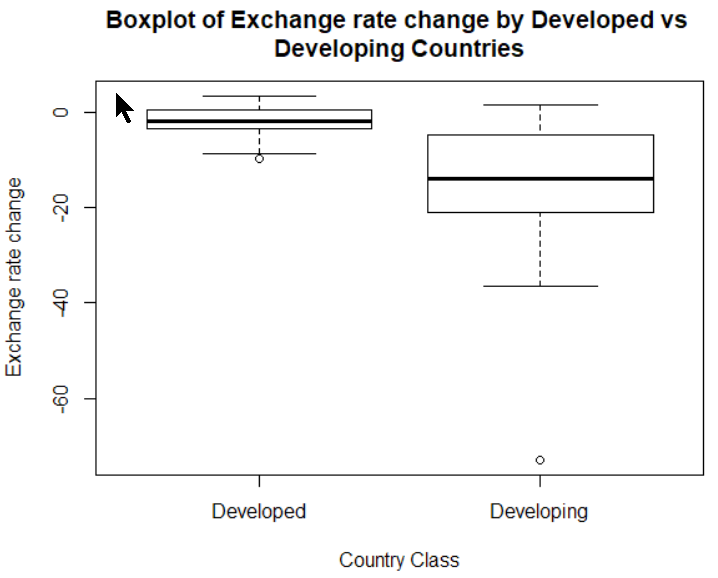 Boxplot of Exchange rate change by Developed vs
Developing Countries
Exchange rate change
0
-20
-40
-60
Developed
Developing
Country Class